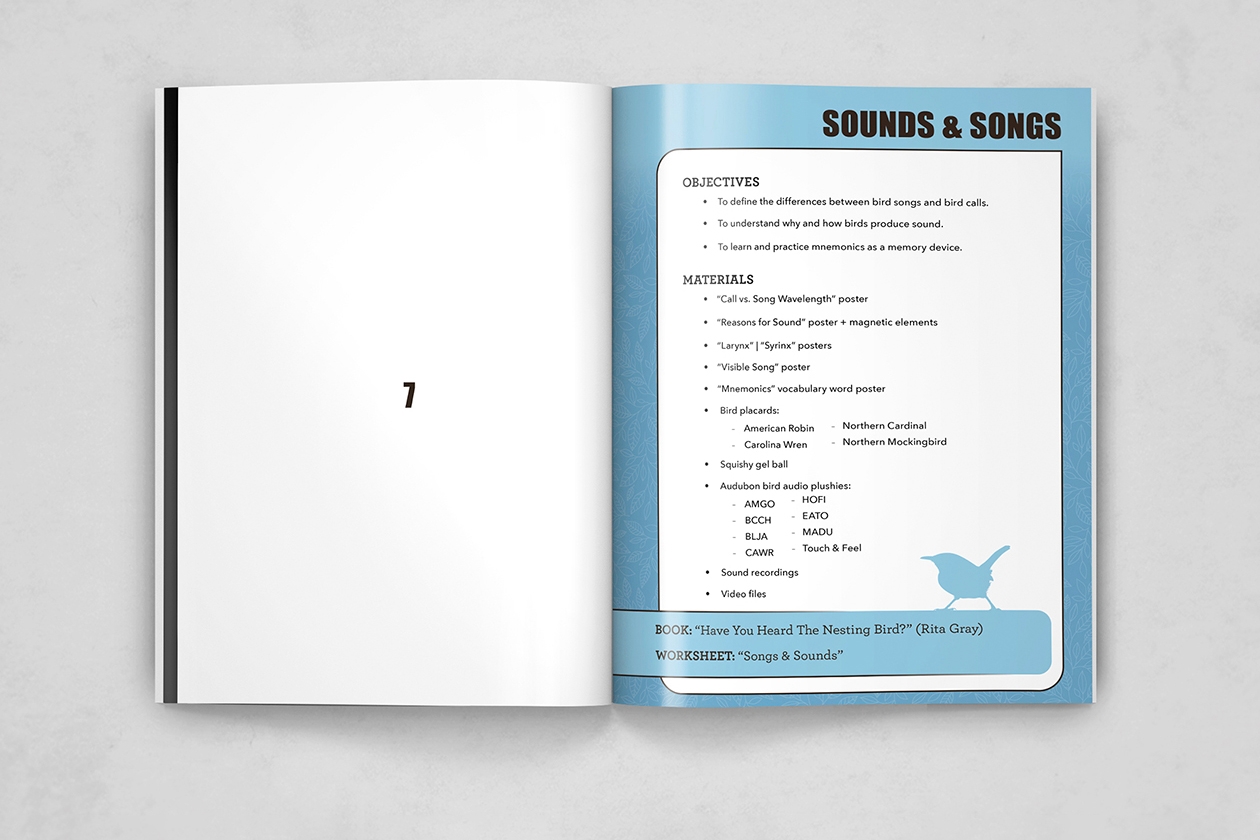 7
SOUNDS & SONGS
OBJECTIVES
• To define the differences between bird songs and bird calls.
• To understand why and how birds produce sound.
• To learn and practice mnemonics as a memory device.
MATERIALS
• “Call vs. Song Wavelength” poster
• “Reasons for Sound” poster + magnetic elements
• “Larynx” | “Syrinx” posters
• “Visible Song” poster
• “Mnemonics” vocabulary word poster
• Bird placards:
- American Robin
- Carolina Wren
- Northern Cardinal
- Northern Mockingbird
• Squishy gel ball
• Audubon bird audio plushies:
- AMGO
- BCCH
- BLJA
- CAWR
- HOFI
- EATO
- MADU
- Touch & Feel
• Sound recordings
• Video files
BOOK: “Have You Heard The Nesting Bird?” (Rita Gray)
WORKSHEET: “Songs & Sounds”